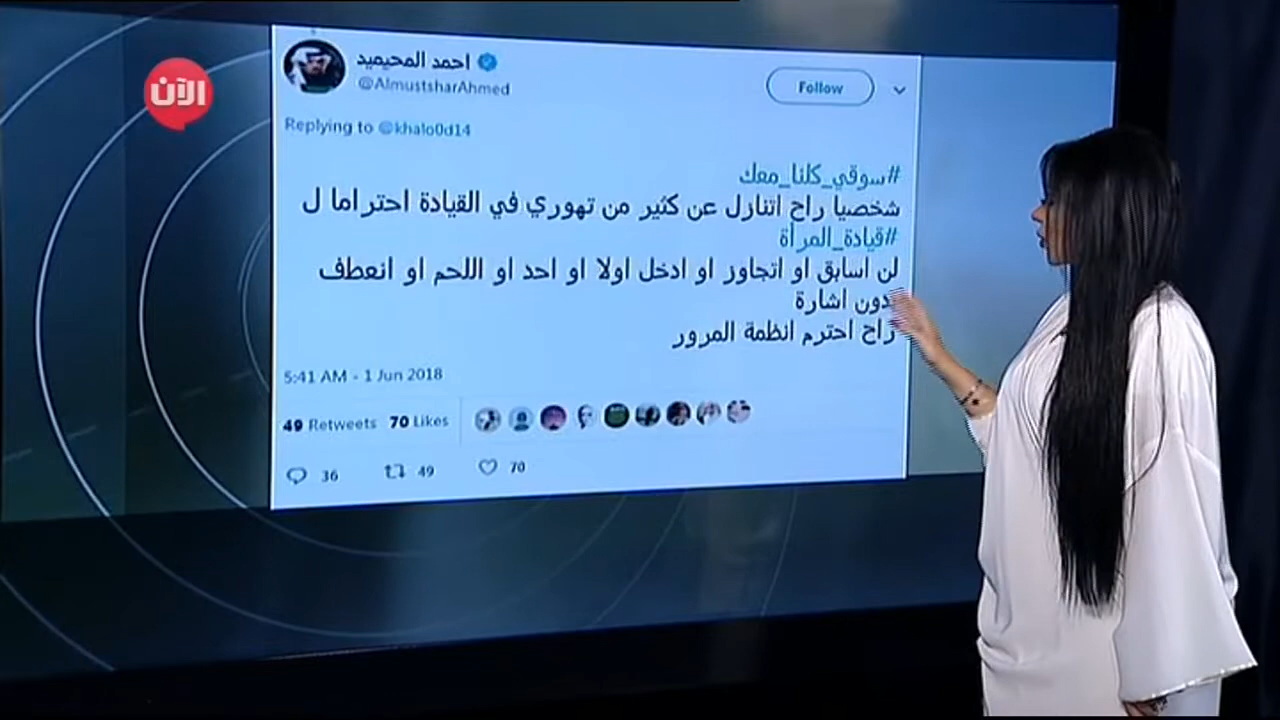 الآن
احمد المحيميد
@AlmustsharAhmed
Follow
Replying to @khalo0d14
#سوقي_كلنا_معك
شخصيا راح اتنازل عن كثير من تهوري في القيادة احتراما ل
#قيادة_المرأة
لن اسابق او اتجاوز او ادخل اولا او احد او اللحم او انعطف
بدون اشارة
راح احترم انظمة المرور
5:41 AM - 1 Jun 2018
49 Retweets 70 Likes
36 49 70